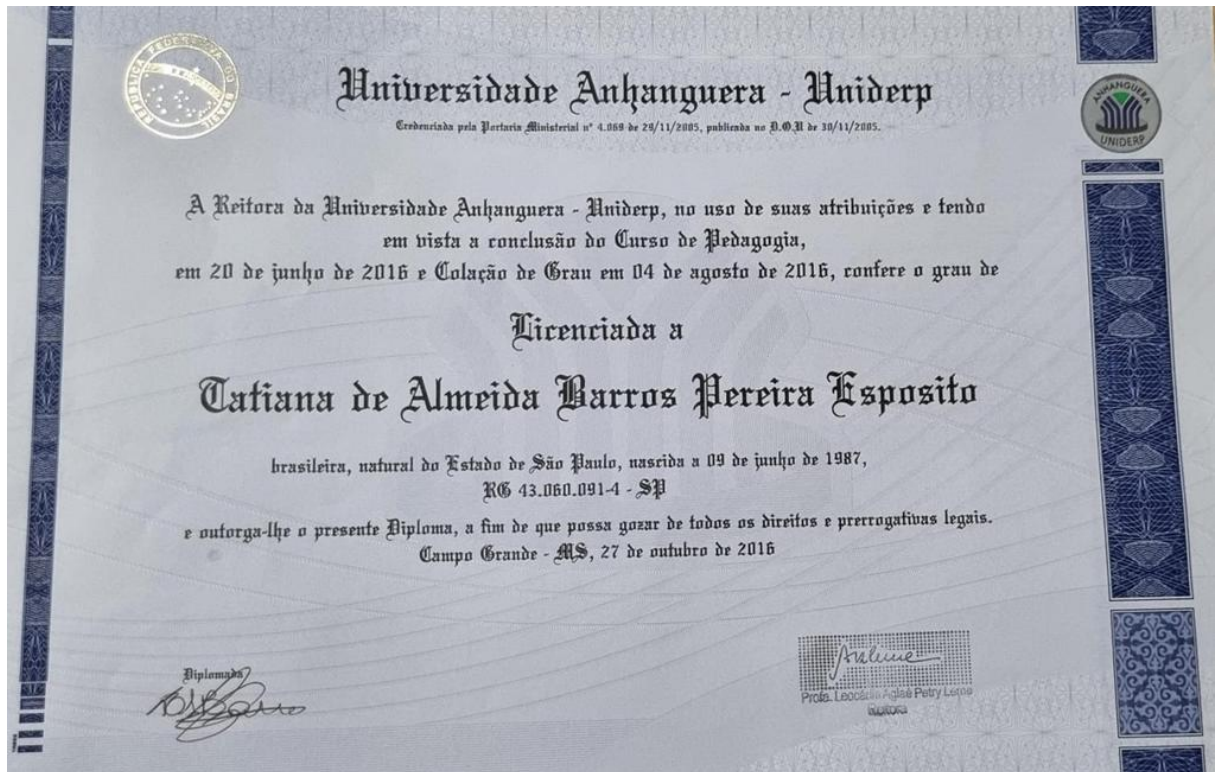 REPÚBLICA FEDERATIVA DO BRASIL
Universidade Anhanguera - Uniderp
Credenciada pela Portaria Ministerial nº 4.069 de 29/11/2005, publicada no D.O.U de 30/11/2005.
ANHANGUERA
UNIDERP
A Reitora da Universidade Anhanguera - Uniderp, no uso de suas atribuições e tendo
em vista a conclusão do Curso de Pedagogia,
em 20 de junho de 2016 e Colação de Grau em 04 de agosto de 2016, confere o grau de
Licenciada a
Tatiana de Almeida Barros Pereira Esposito
brasileira, natural do Estado de São Paulo, nascida a 09 de junho de 1987,
RG 43.060.091-4 - SP
e outorga-lhe o presente Diploma, a fim de que possa gozar de todos os direitos e prerrogativas legais.
Campo Grande - MS, 27 de outubro de 2016
Diplomada
Profa. Leocádia Aglaé Petry Leme
Reitora